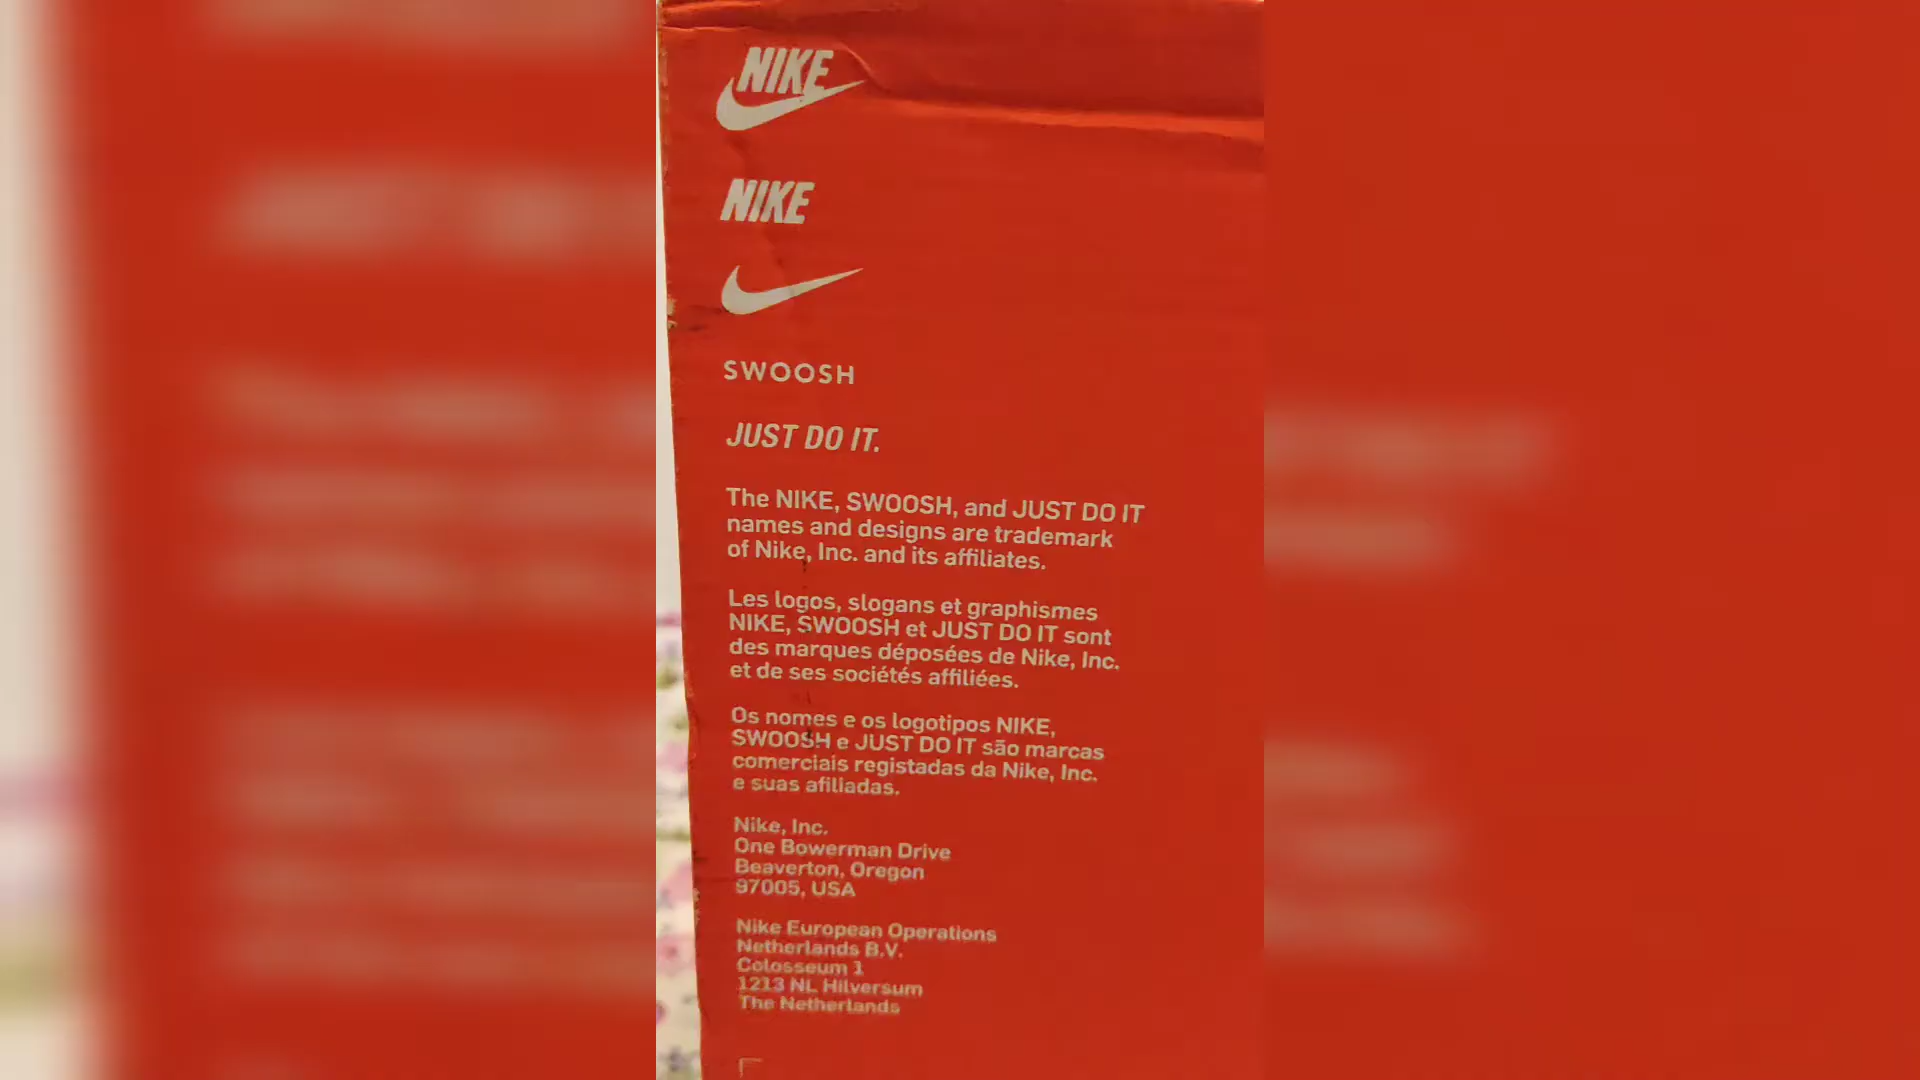 NIKE
NIKE
SWOOSH
JUST DO IT.
The NIKE, SWOOSH, and JUST DO IT
names and designs are trademark
of Nike, Inc. and its affiliates.
Les logos, slogans et graphismes
NIKE, SWOOSH et JUST DO IT sont
des marques déposées de Nike, Inc.
et de ses sociétés affiliées.
Os nomes e os logotipos NIKE,
SWOOSH e JUST DO IT são marcas
comerciais registadas da Nike, Inc.
e suas afiliadas.
Nike, Inc.
One Bowerman Drive
Beaverton, Oregon
97005, USA
Nike European Operations
Netherlands B.V.
Colosseum 1
1213 NL Hilversum
The Netherlands